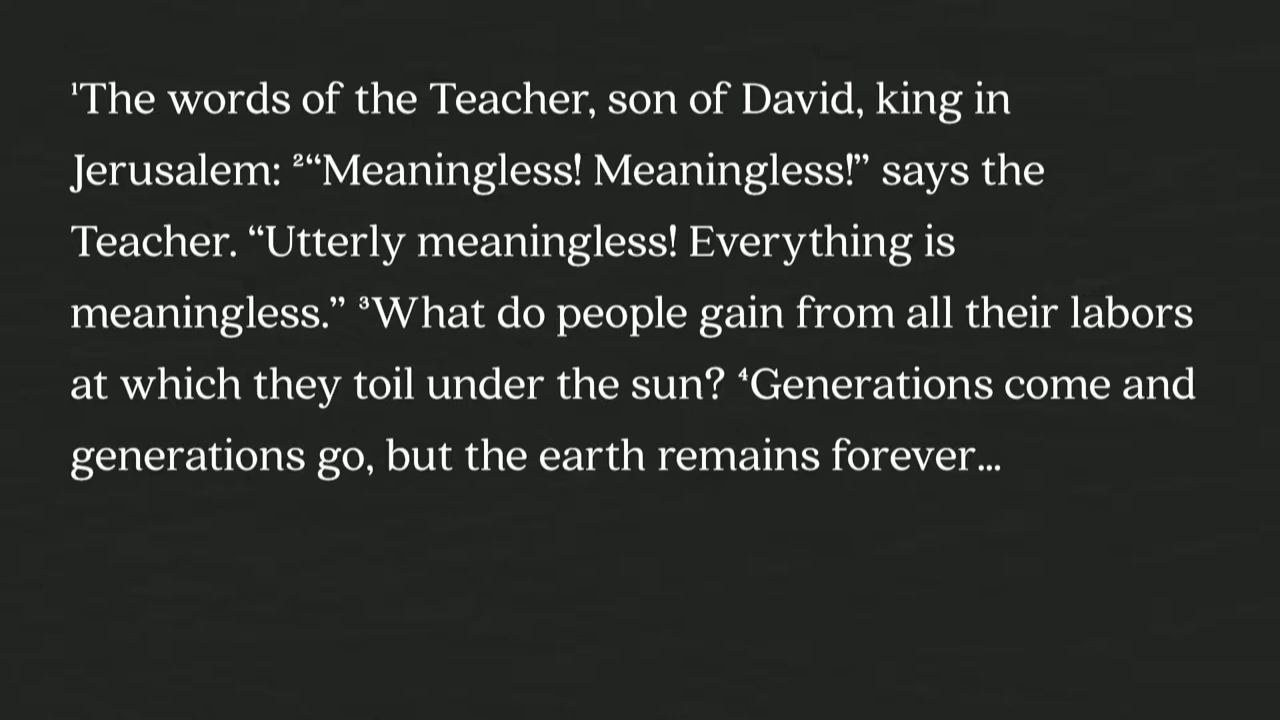 ¹The words of the Teacher, son of David, king in
Jerusalem: ²“Meaningless! Meaningless!” says the
Teacher. “Utterly meaningless! Everything is
meaningless.” ³What do people gain from all their labors
at which they toil under the sun? ⁴Generations come and
generations go, but the earth remains forever...